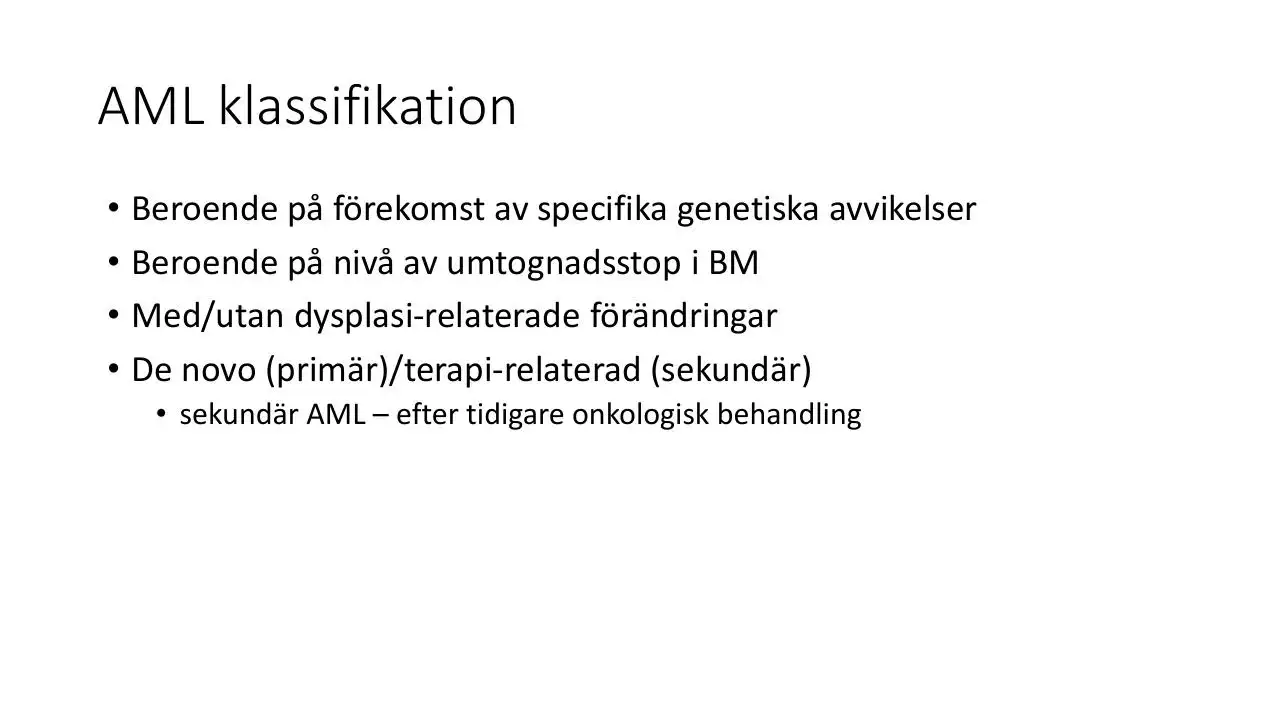 AML klassifikation
• Beroende på förekomst av specifika genetiska avvikelser
• Beroende på nivå av umtognadsstop i BM
• Med/utan dysplasi-relaterade förändringar
• De novo (primär)/terapi-relaterad (sekundär)
• sekundär AML – efter tidigare onkologisk behandling